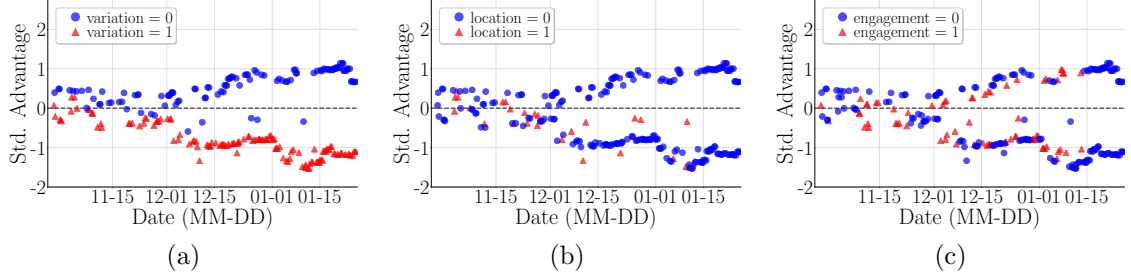 variation = 0
variation = 1
Std. Advantage
2
1
0
-1
-2
11-15
12-01
12-15
01-01
01-15
Date (MM-DD)
(a)
location = 0
location = 1
Std. Advantage
2
1
0
-1
-2
11-15
12-01
12-15
01-01
01-15
Date (MM-DD)
(b)
engagement = 0
engagement = 1
Std. Advantage
2
1
0
-1
-2
11-15
12-01
12-15
01-01
01-15
Date (MM-DD)
(c)